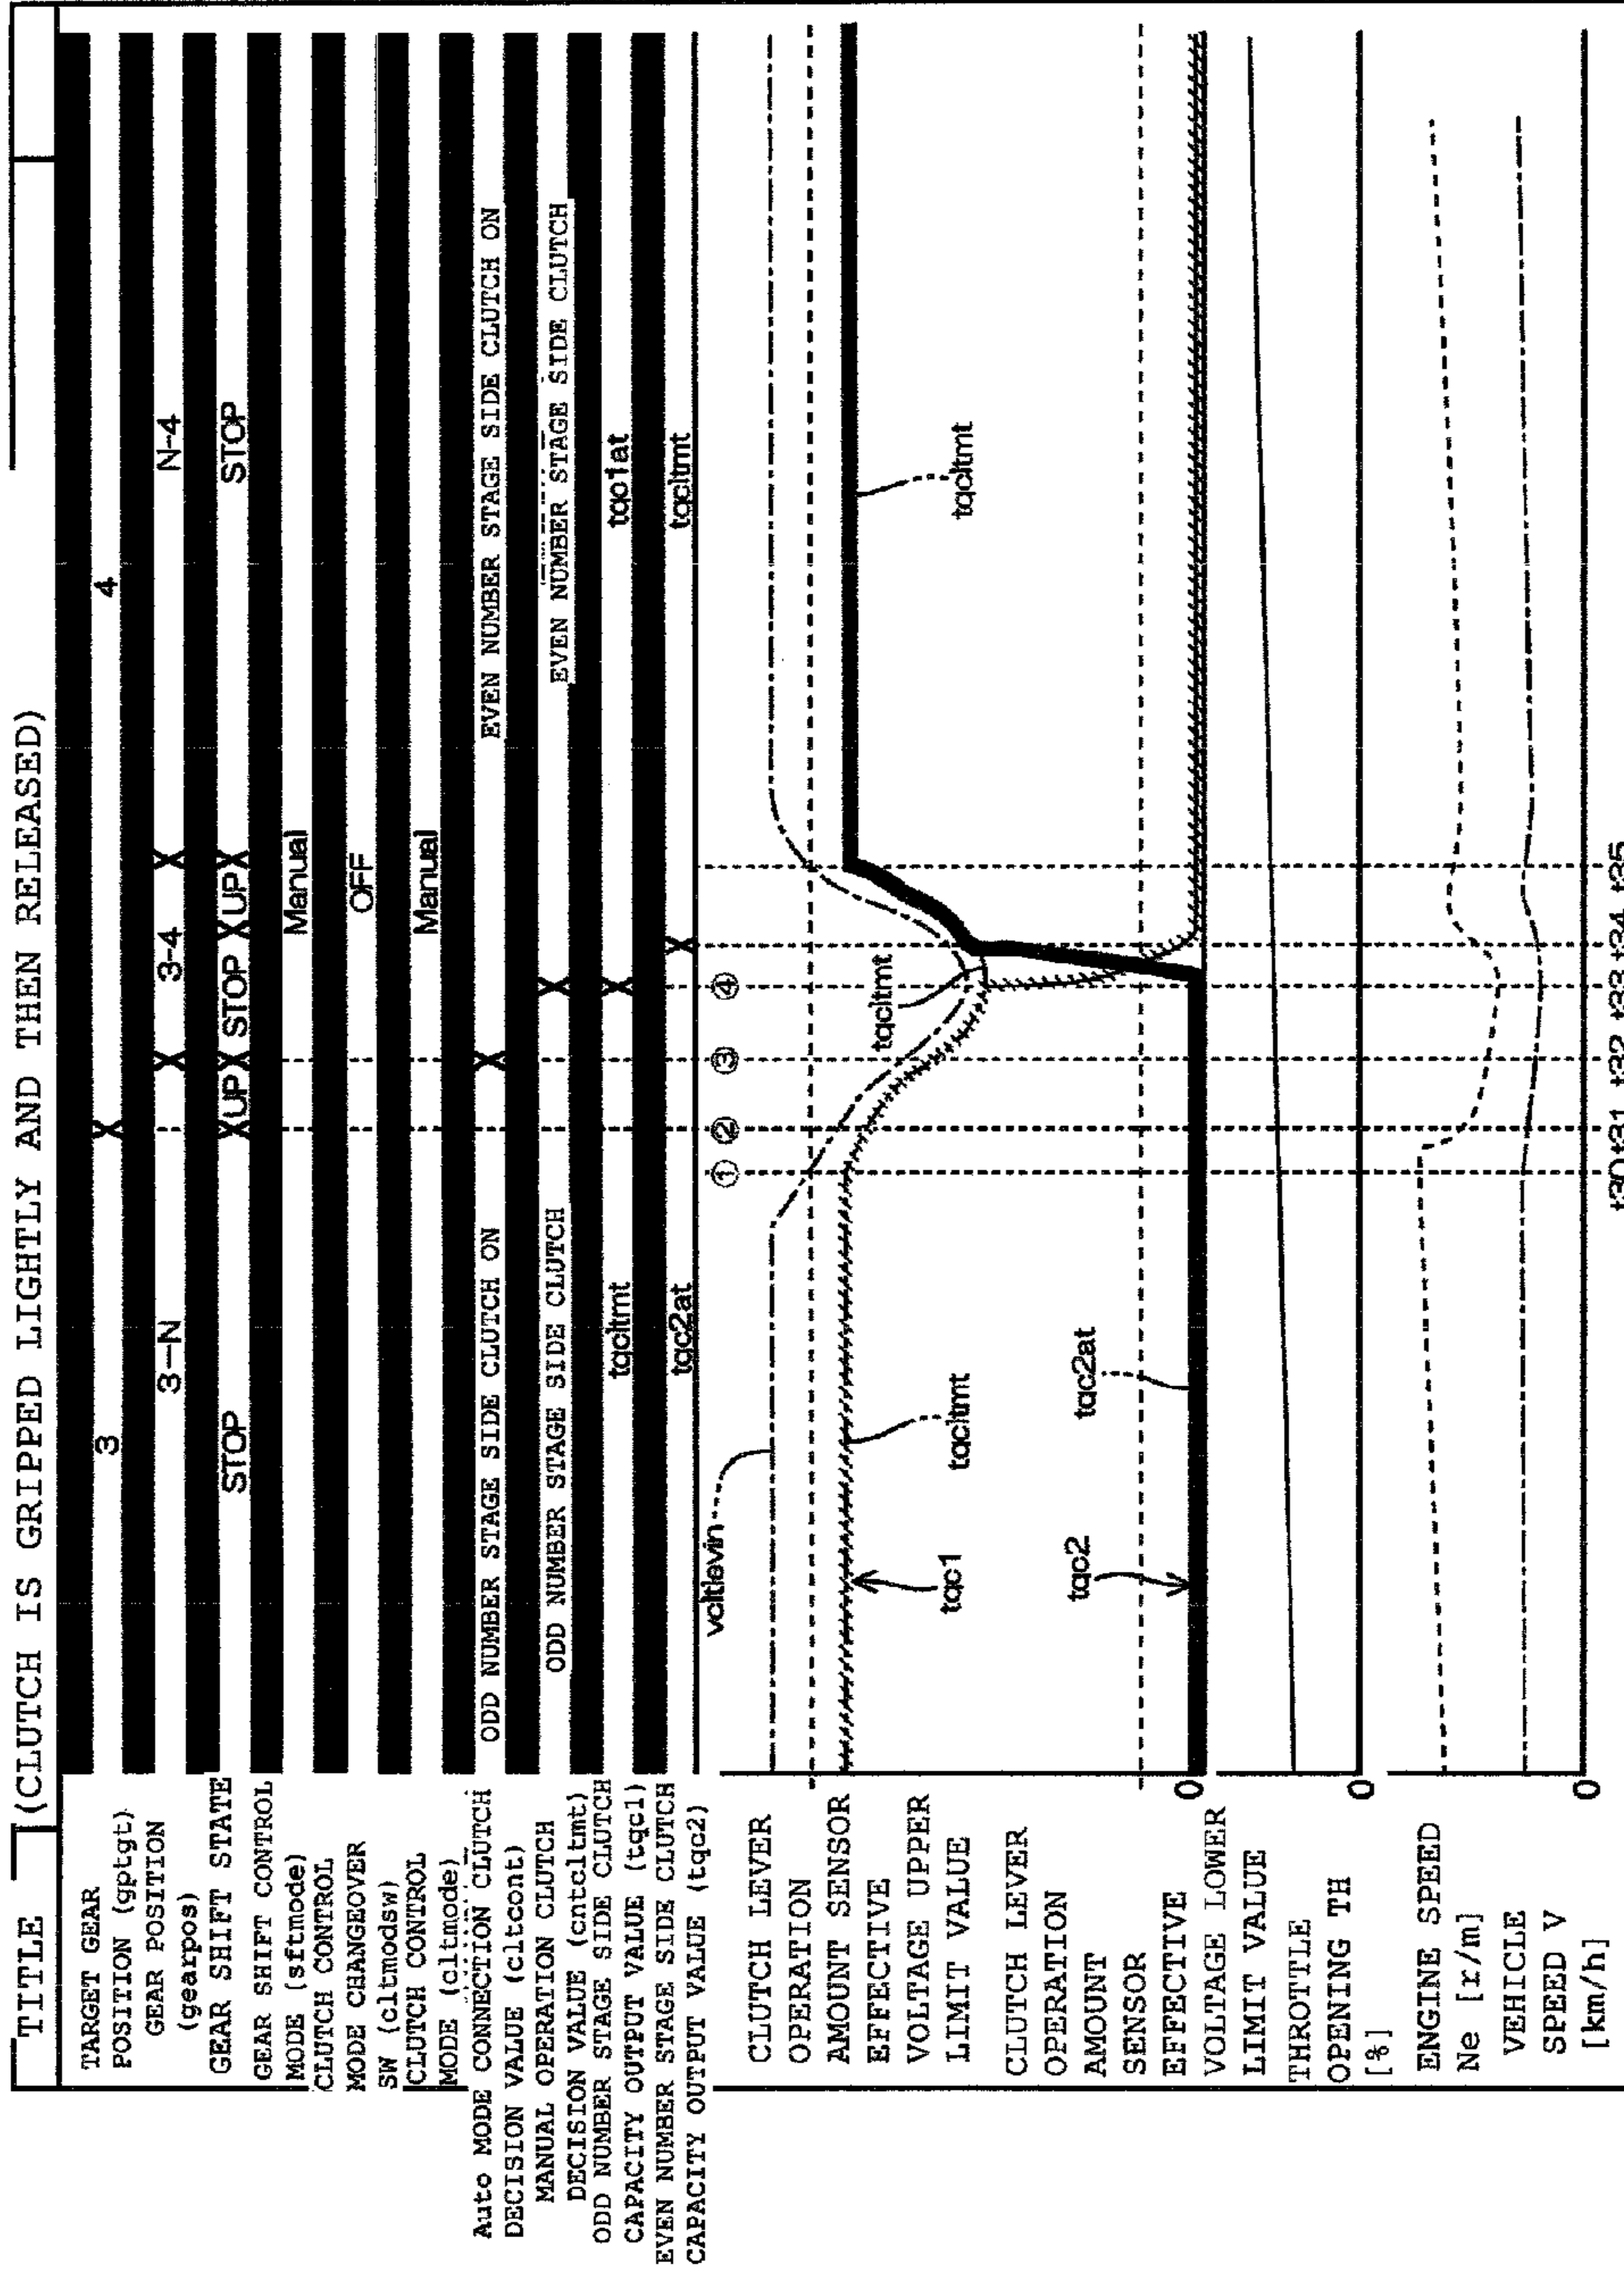 TITLE (CLUTCH IS GRIPPED LIGHTLY AND THEN RELEASED)
TARGET GEAR
POSITION (gptgt)
3 4
GEAR POSITION
(gearpos)
3-N 3-4 N-4
GEAR SHIFT STATE
STOP UP STOP UP STOP
GEAR SHIFT CONTROL
MODE (sftmode)
Manual
CLUTCH CONTROL
MODE CHANGEOVER
SW (cltmodsw)
OFF
CLUTCH CONTROL
MODE (cltmode)
Manual
Auto MODE CONNECTION CLUTCH
DECISION VALUE (cltcont)
ODD NUMBER STAGE SIDE CLUTCH ON EVEN NUMBER STAGE SIDE CLUTCH ON
MANUAL OPERATION CLUTCH
DECISION VALUE (cntcltmt)
ODD NUMBER STAGE SIDE CLUTCH EVEN NUMBER STAGE SIDE CLUTCH
ODD NUMBER STAGE SIDE CLUTCH
CAPACITY OUTPUT VALUE (tqc1)
tqcltmt tqc1at
EVEN NUMBER STAGE SIDE CLUTCH
CAPACITY OUTPUT VALUE (tqc2)
tqc2at tqcltmt
vcltlevin
① ② ③ ④
CLUTCH LEVER
OPERATION
AMOUNT SENSOR
EFFECTIVE
VOLTAGE UPPER
LIMIT VALUE
tqc1 tqcltmt tqcltmt tqcltmt
CLUTCH LEVER
OPERATION
AMOUNT
SENSOR
EFFECTIVE
VOLTAGE LOWER
LIMIT VALUE
tqc2 tqc2at
0
THROTTLE
OPENING TH
[%]
0
ENGINE SPEED
Ne [r/m]
VEHICLE
SPEED V
[km/h]
0
t30 t31 t32 t33 t34 t35